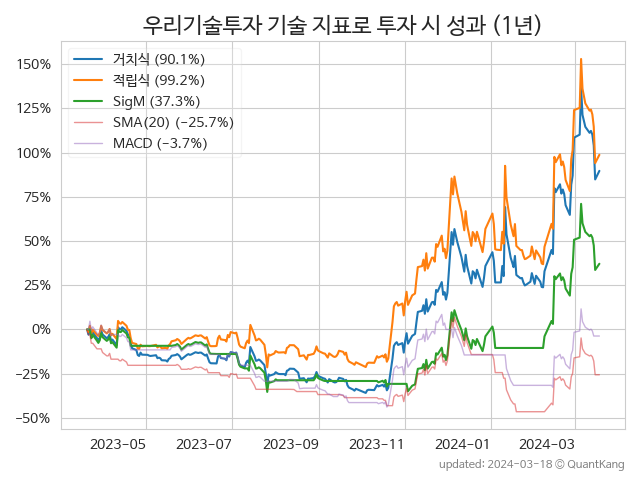 우리기술투자 기술 지표로 투자 시 성과 (1년)
거치식 (90.1%)
적립식 (99.2%)
SigM (37.3%)
SMA(20) (−25.7%)
MACD (−3.7%)
150%
125%
100%
75%
50%
25%
0%
−25%
−50%
2023-05 2023-07 2023-09 2023-11 2024-01 2024-03
updated: 2024-03-18 © QuantKang